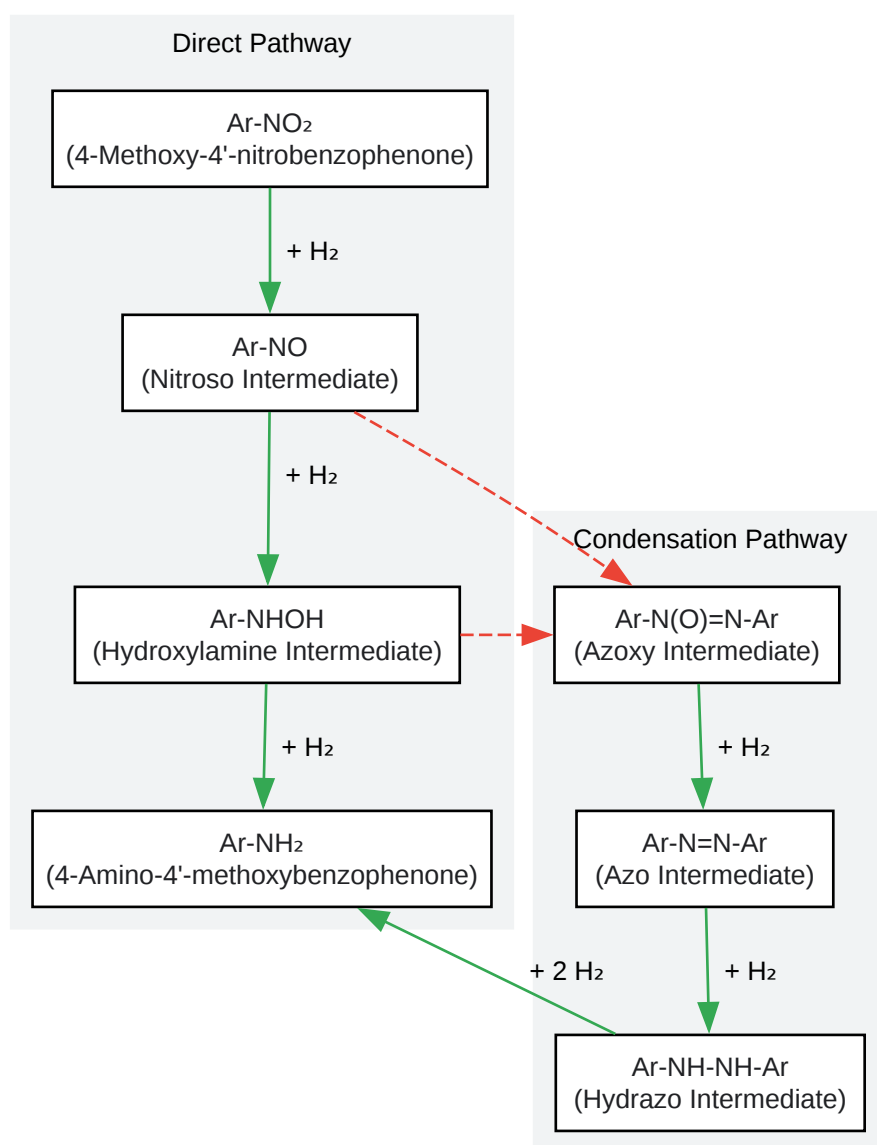 Direct Pathway
Ar-NO₂
(4-Methoxy-4'-nitrobenzophenone)
+ H₂
Ar-NO
(Nitroso Intermediate)
+ H₂
Condensation Pathway
Ar-NHOH
(Hydroxylamine Intermediate)
Ar-N(O)=N-Ar
(Azoxy Intermediate)
+ H₂
+ H₂
Ar-NH₂
(4-Amino-4'-methoxybenzophenone)
Ar-N=N-Ar
(Azo Intermediate)
+ 2 H₂
+ H₂
Ar-NH-NH-Ar
(Hydrazo Intermediate)